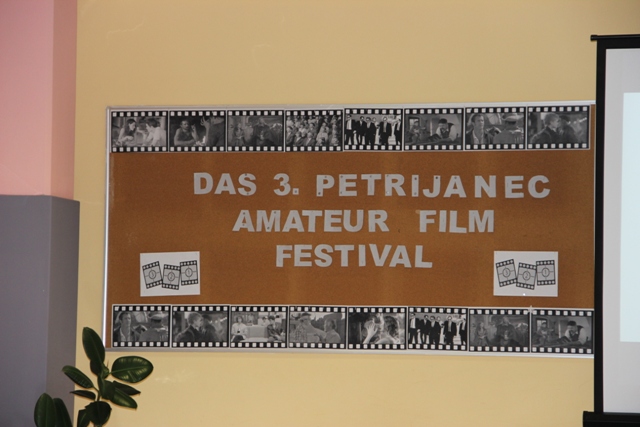 DAS 3. PETRIJANEC
AMATEUR FILM
FESTIVAL